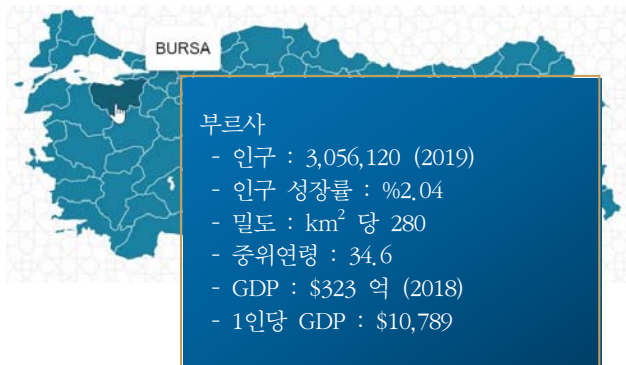 BURSA
부르사
- 인구 : 3,056,120 (2019)
- 인구 성장률 : %2.04
- 밀도 : km² 당 280
- 중위연령 : 34.6
- GDP : $323 억 (2018)
- 1인당 GDP : $10,789